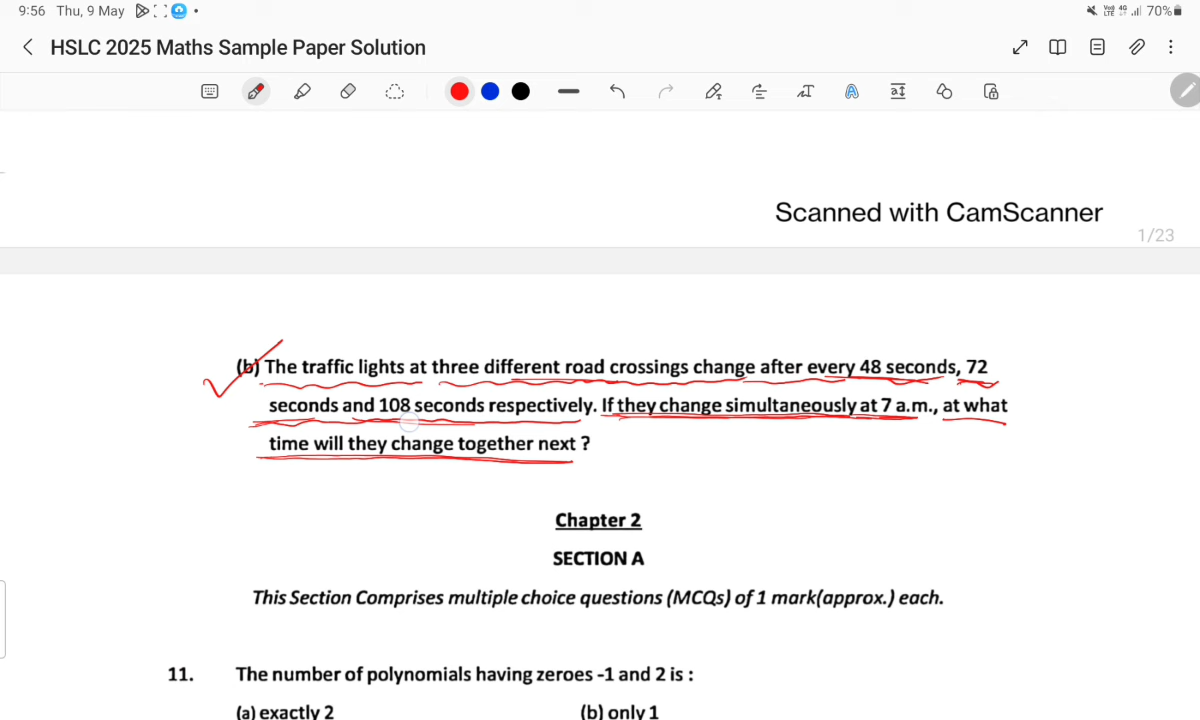 9:56 Thu, 9 May 70%
HSLC 2025 Maths Sample Paper Solution
Scanned with CamScanner
1/23
(b) The traffic lights at three different road crossings change after every 48 seconds, 72
seconds and 108 seconds respectively. If they change simultaneously at 7 a.m., at what
time will they change together next ?
Chapter 2
SECTION A
This Section Comprises multiple choice questions (MCQs) of 1 mark(approx.) each.
11. The number of polynomials having zeroes -1 and 2 is :
(a) exactly 2 (b) only 1